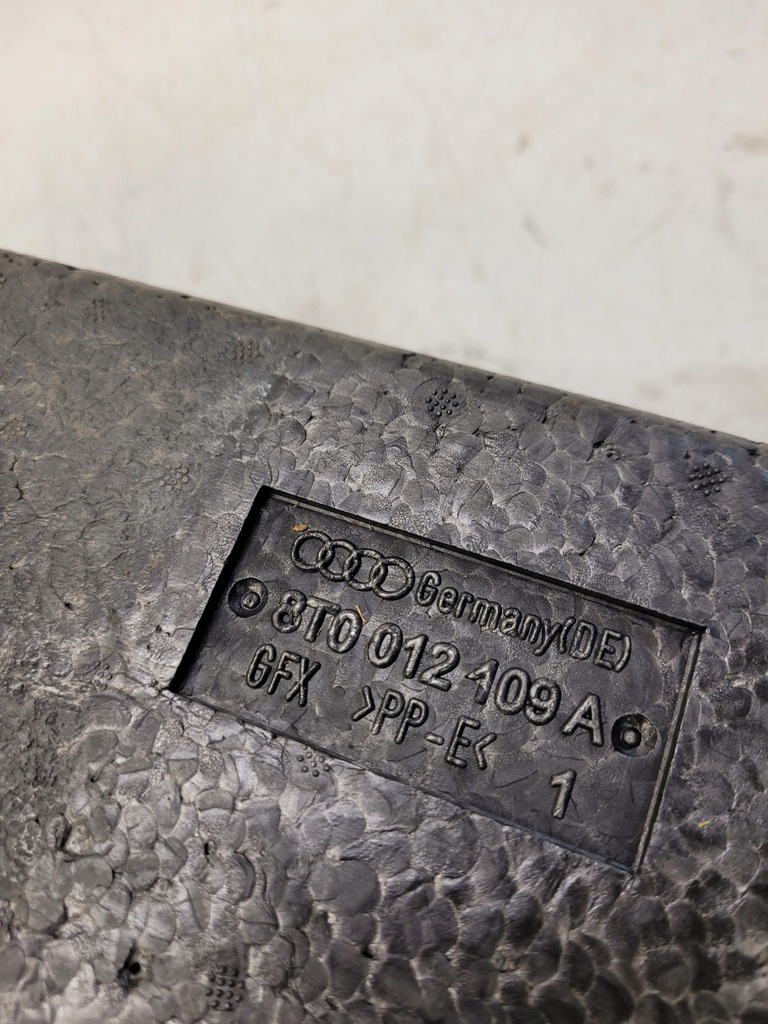 Germany(DE)
8T0 012 109 A
GFX >PP-E<
1